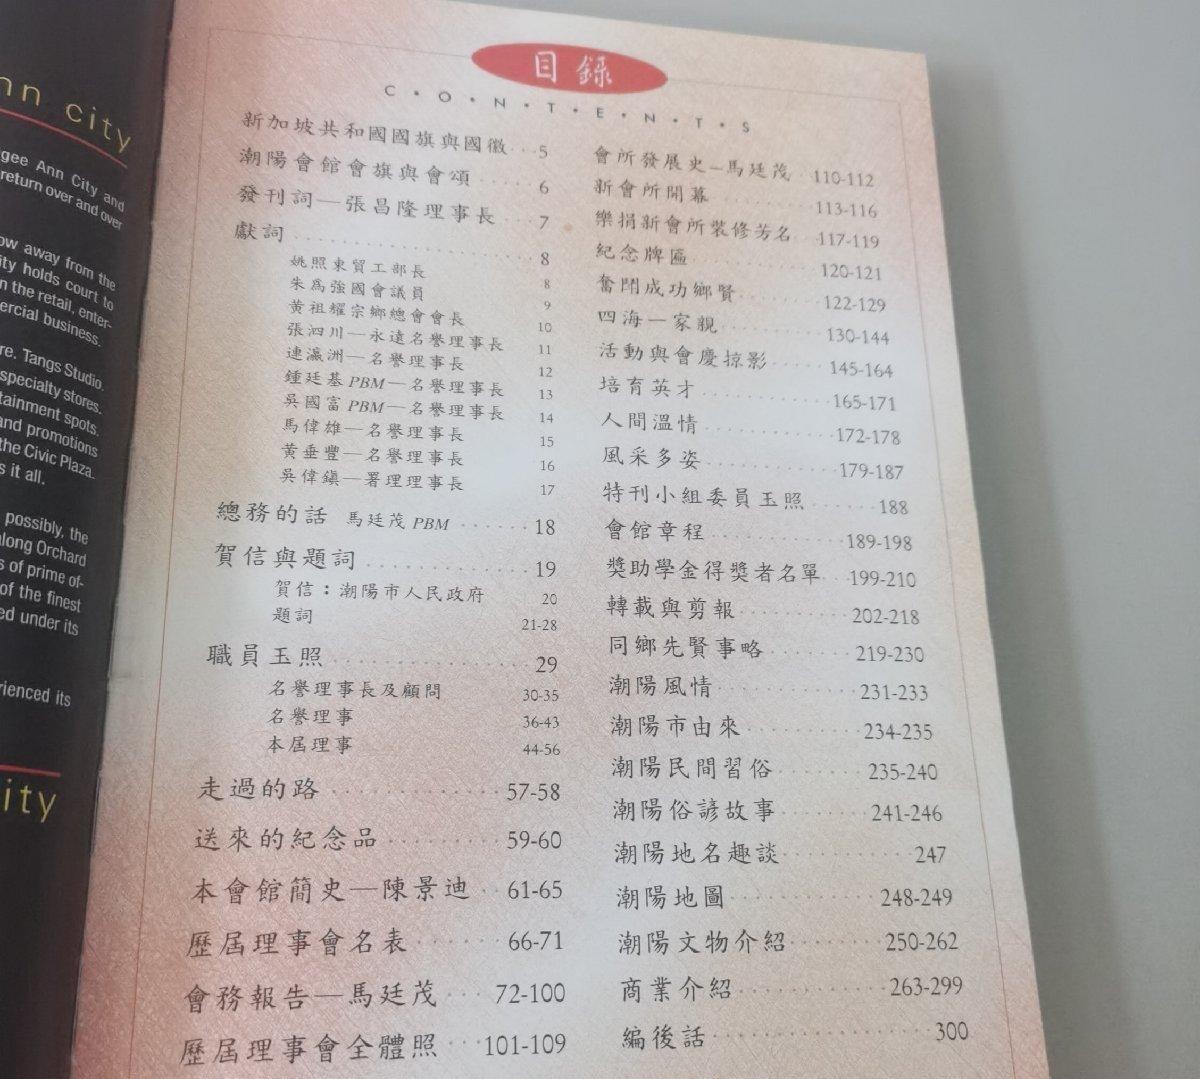 nn city
gee Ann City and
return over and over
ow away from the
ity holds court to
n the retail, enter-
ercial business.
re. Tangs Studio.
specialty stores.
tainment spots.
and promotions
the Civic Plaza.
s it all.
possibly, the
along Orchard
s of prime of-
of the finest
ed under its
rienced its
ity
目錄
C•O•N•T•E•N•T•S
新加坡共和國國旗與國徽 5
潮陽會館會旗與會頌 6
發刊詞—張昌隆理事長 7
獻詞 8
姚照東貿工部長 8
朱為強國會議員 9
黃祖耀宗鄉總會會長 10
張泗川—永遠名譽理事長 11
連瀛洲—名譽理事長 12
鍾廷基PBM—名譽理事長 13
吳國富PBM—名譽理事長 14
馬偉雄—名譽理事長 15
黃垂豐—名譽理事長 16
吳偉鎭—署理理事長 17
總務的話 馬廷茂PBM 18
賀信與題詞 19
賀信：潮陽市人民政府 20
題詞 21-28
職員玉照 29
名譽理事長及顧問 30-35
名譽理事 36-43
本屆理事 44-56
走過的路 57-58
送來的紀念品 59-60
本會館簡史—陳景迪 61-65
歷屆理事會名表 66-71
會務報告—馬廷茂 72-100
歷屆理事會全體照 101-109
會所發展史—馬廷茂 110-112
新會所開幕 113-116
樂捐新會所裝修芳名 117-119
紀念牌匾 120-121
奮鬥成功鄉賢 122-129
四海一家親 130-144
活動與會慶掠影 145-164
培育英才 165-171
人間溫情 172-178
風采多姿 179-187
特刊小組委員玉照 188
會館章程 189-198
獎助學金得獎者名單 199-210
轉載與剪報 202-218
同鄉先賢事略 219-230
潮陽風情 231-233
潮陽市由來 234-235
潮陽民間習俗 235-240
潮陽俗諺故事 241-246
潮陽地名趣談 247
潮陽地圖 248-249
潮陽文物介紹 250-262
商業介紹 263-299
編後話 300